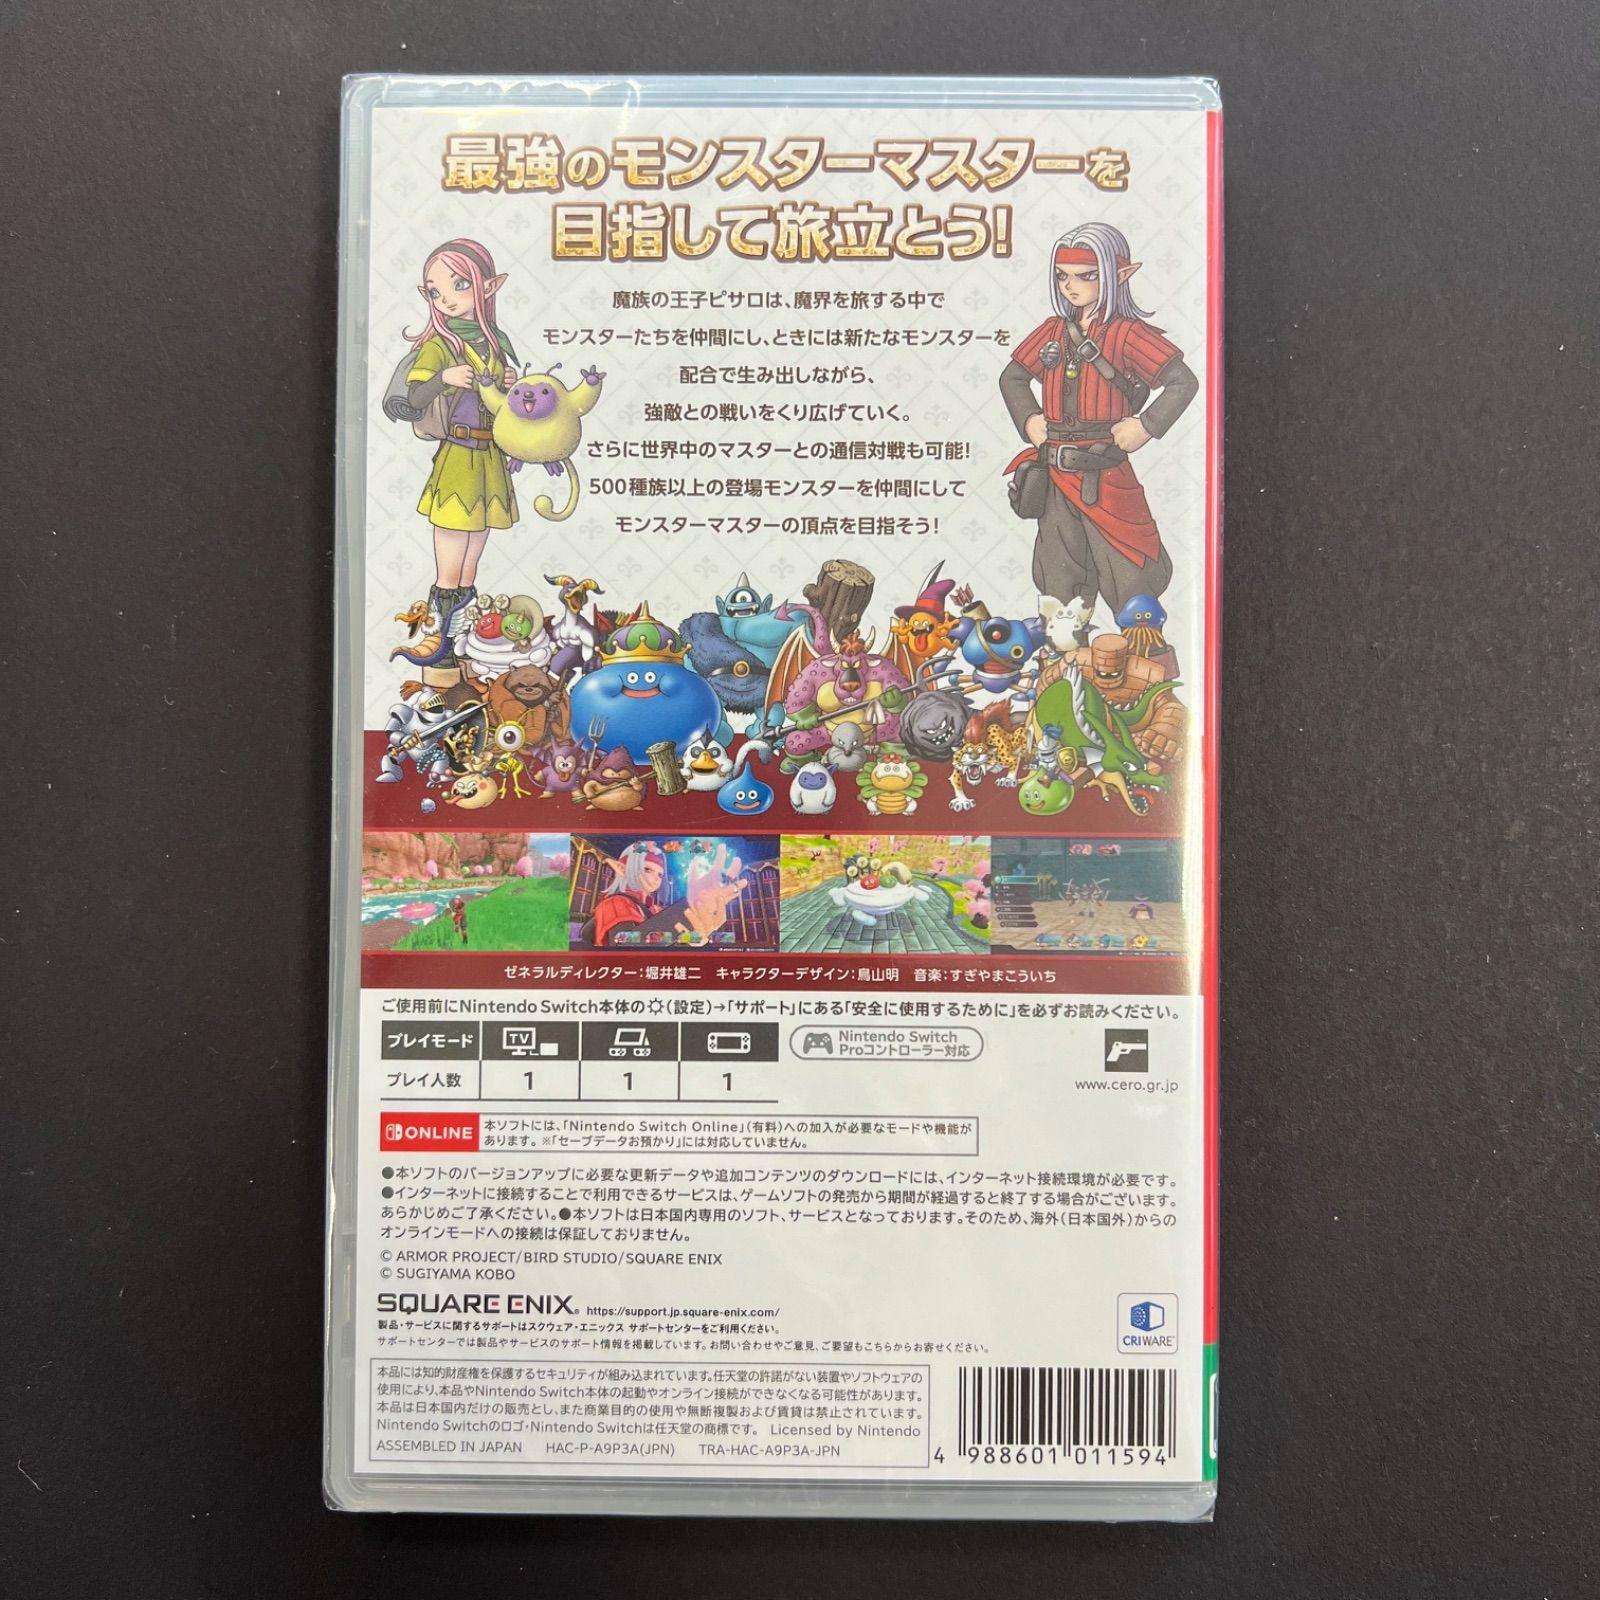 最強のモンスターマスターを
目指して旅立とう!
魔族の王子ピサロは、魔界を旅する中で
モンスターたちを仲間にし、ときには新たなモンスターを
配合で生み出しながら、
強敵との戦いをくり広げていく。
さらに世界中のマスターとの通信対戦も可能!
500種族以上の登場モンスターを仲間にして
モンスターマスターの頂点を目指そう!
ゼネラルディレクター:堀井雄二 キャラクターデザイン:鳥山明 音楽:すぎやまこういち
ご使用前にNintendo Switch本体の(設定)→「サポート」にある「安全に使用するために」を必ずお読みください。
プレイモード TV
プレイ人数 1 1 1
Nintendo Switch
Proコントローラー対応
www.cero.gr.jp
ONLINE
本ソフトには、「Nintendo Switch Online」(有料)への加入が必要なモードや機能が
あります。 ※「セーブデータお預かり」には対応していません。
●本ソフトのバージョンアップに必要な更新データや追加コンテンツのダウンロードには、インターネット接続環境が必要です。
●インターネットに接続することで利用できるサービスは、ゲームソフトの発売から期間が経過すると終了する場合がございます。
あらかじめご了承ください。●本ソフトは日本国内専用のソフト、サービスとなっております。そのため、海外(日本国外)からの
オンラインモードへの接続は保証しておりません。
© ARMOR PROJECT/BIRD STUDIO/SQUARE ENIX
© SUGIYAMA KOBO
SQUARE ENIX® https://support.jp.square-enix.com/
製品・サービスに関するサポートはスクウェア・エニックス サポートセンターをご利用ください。
サポートセンターでは製品やサービスのサポート情報を掲載しています。お問い合わせやご意見、ご要望もこちらからお寄せください。
CRIWARE
本品には知的財産権を保護するセキュリティが組み込まれています。任天堂の許諾がない装置やソフトウェアの
使用により、本品やNintendo Switch本体の起動やオンライン接続ができなくなる可能性があります。
本品は日本国内だけの販売とし、また商業目的の使用や無断複製および賃貸は禁止されています。
Nintendo Switchのロゴ・Nintendo Switchは任天堂の商標です。 Licensed by Nintendo
ASSEMBLED IN JAPAN HAC-P-A9P3A(JPN) TRA-HAC-A9P3A-JPN
4 988601 011594